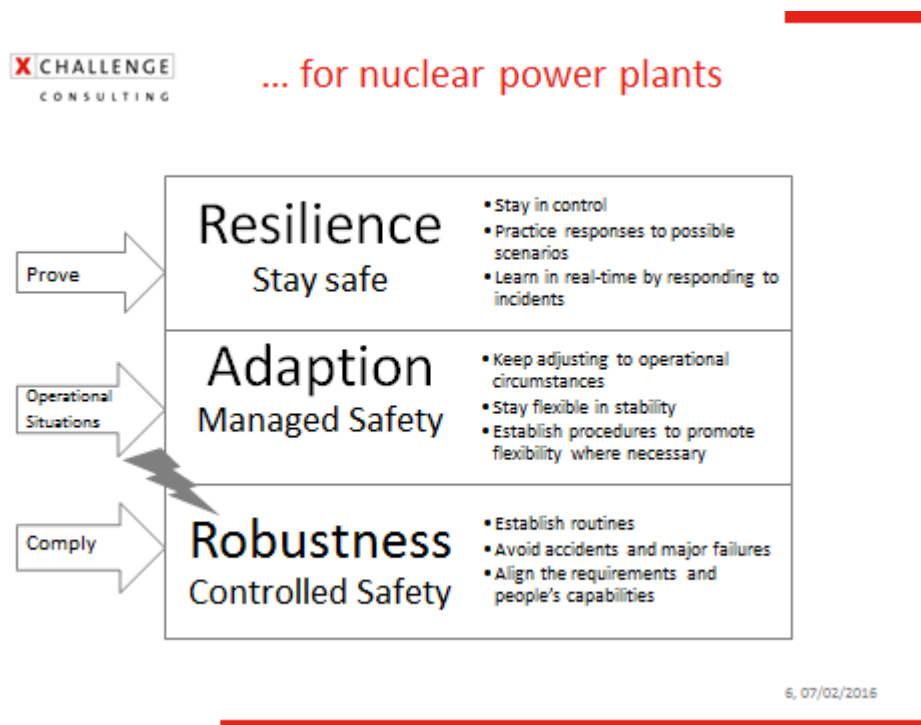 X CHALLENGE
CONSULTING
... for nuclear power plants
Prove
Resilience
Stay safe
• Stay in control
• Practice responses to possible
scenarios
• Learn in real-time by responding to
incidents
Operational
Situations
Adaption
Managed Safety
• Keep adjusting to operational
circumstances
• Stay flexible in stability
• Establish procedures to promote
flexibility where necessary
Comply
Robustness
Controlled Safety
• Establish routines
• Avoid accidents and major failures
• Align the requirements and
people's capabilities
6, 07/02/2016